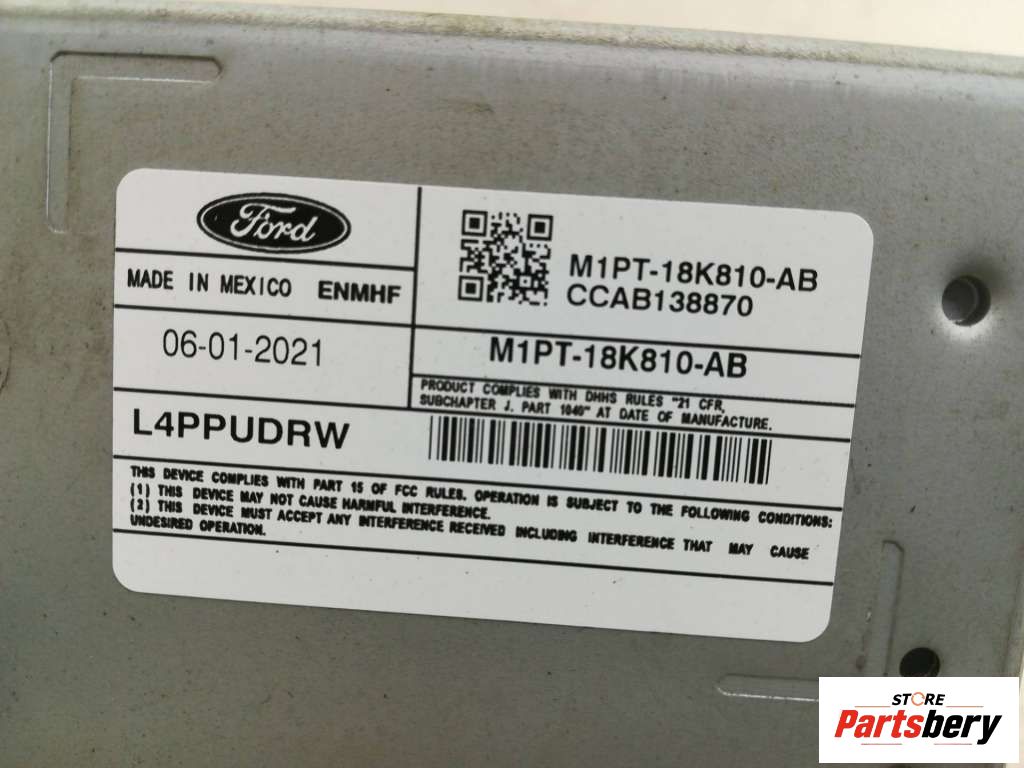 Ford
MADE IN MEXICO ENMHF
06-01-2021
L4PPUDRW
M1PT-18K810-AB
CCAB138870
M1PT-18K810-AB
PRODUCT COMPLIES WITH DHHS RULES "21 CFR,
SUBCHAPTER J. PART 1040" AT DATE OF MANUFACTURE.
THIS DEVICE COMPLIES WITH PART 15 OF FCC RULES. OPERATION IS SUBJECT TO THE FOLLOWING CONDITIONS:
(1) THIS DEVICE MAY NOT CAUSE HARMFUL INTERFERENCE.
(2) THIS DEVICE MUST ACCEPT ANY INTERFERENCE RECEIVED INCLUDING INTERFERENCE THAT MAY CAUSE
UNDESIRED OPERATION.
STORE
Partsbery